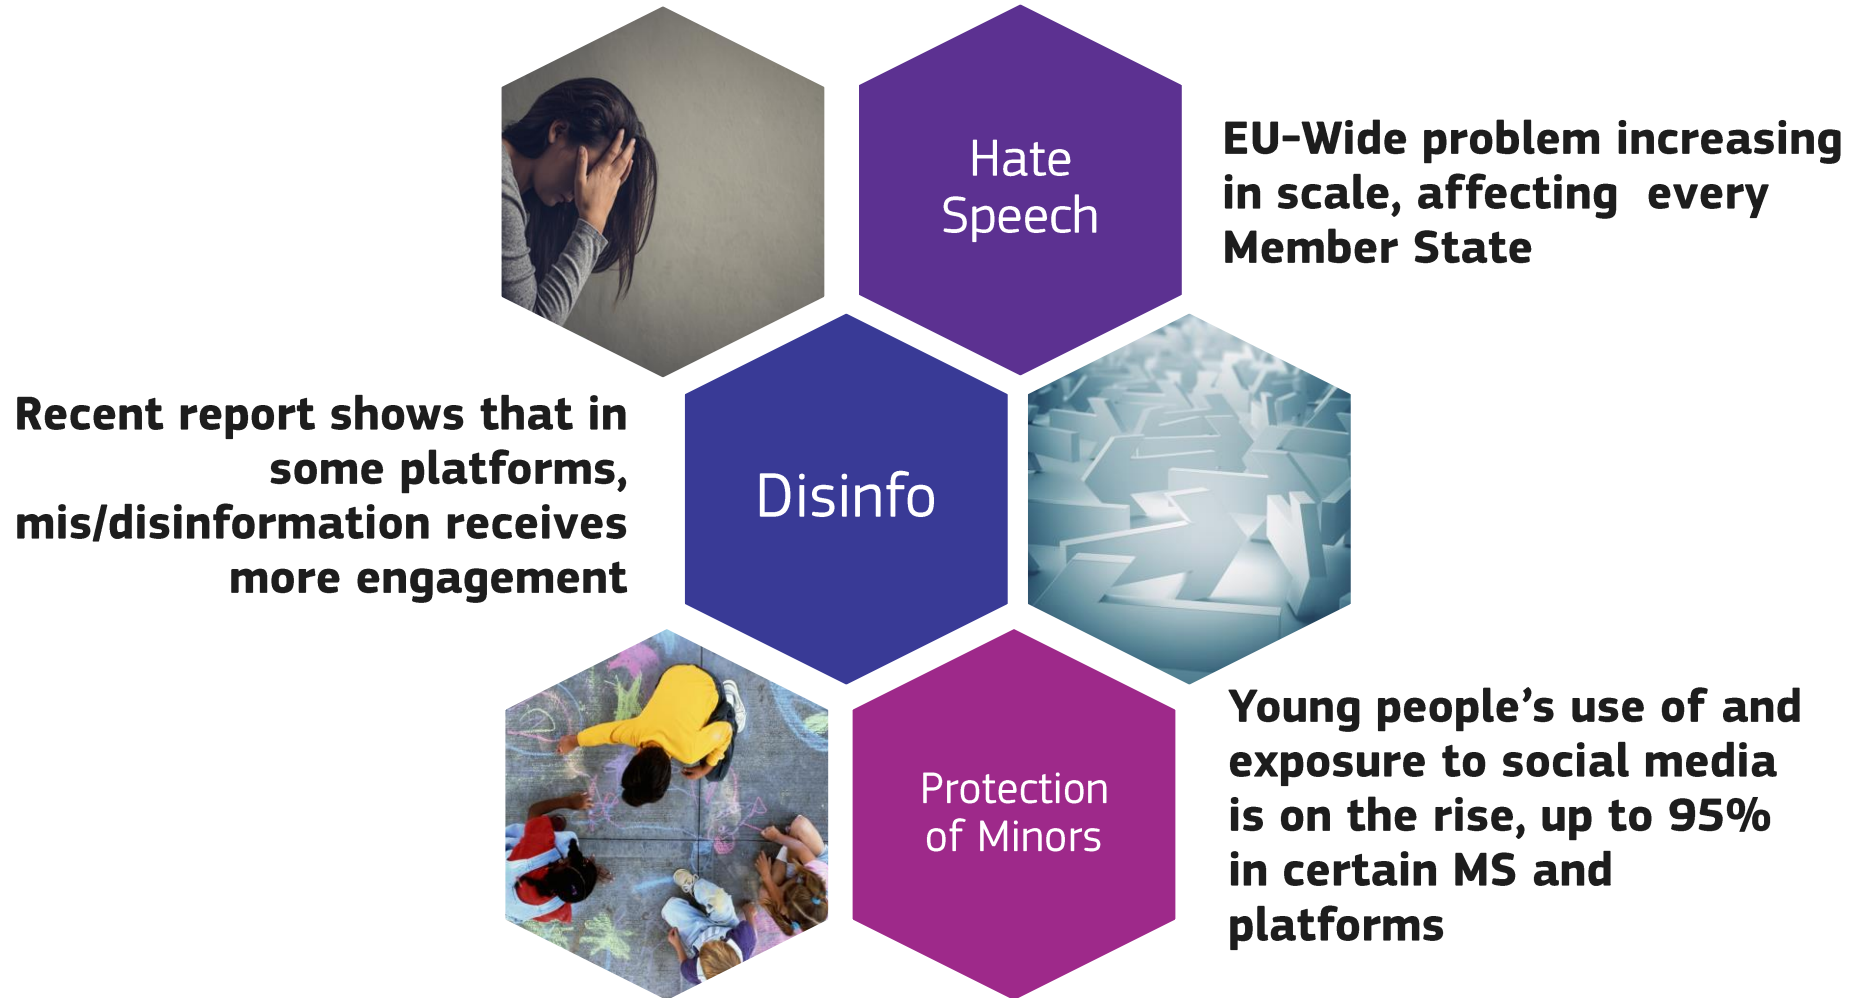 Hate
Speech
EU-Wide problem increasing
in scale, affecting  every
Member State
Recent report shows that in
some platforms,
mis/disinformation receives
more engagement
Disinfo
Protection
of Minors
Young people’s use of and
exposure to social media
is on the rise, up to 95%
in certain MS and
platforms